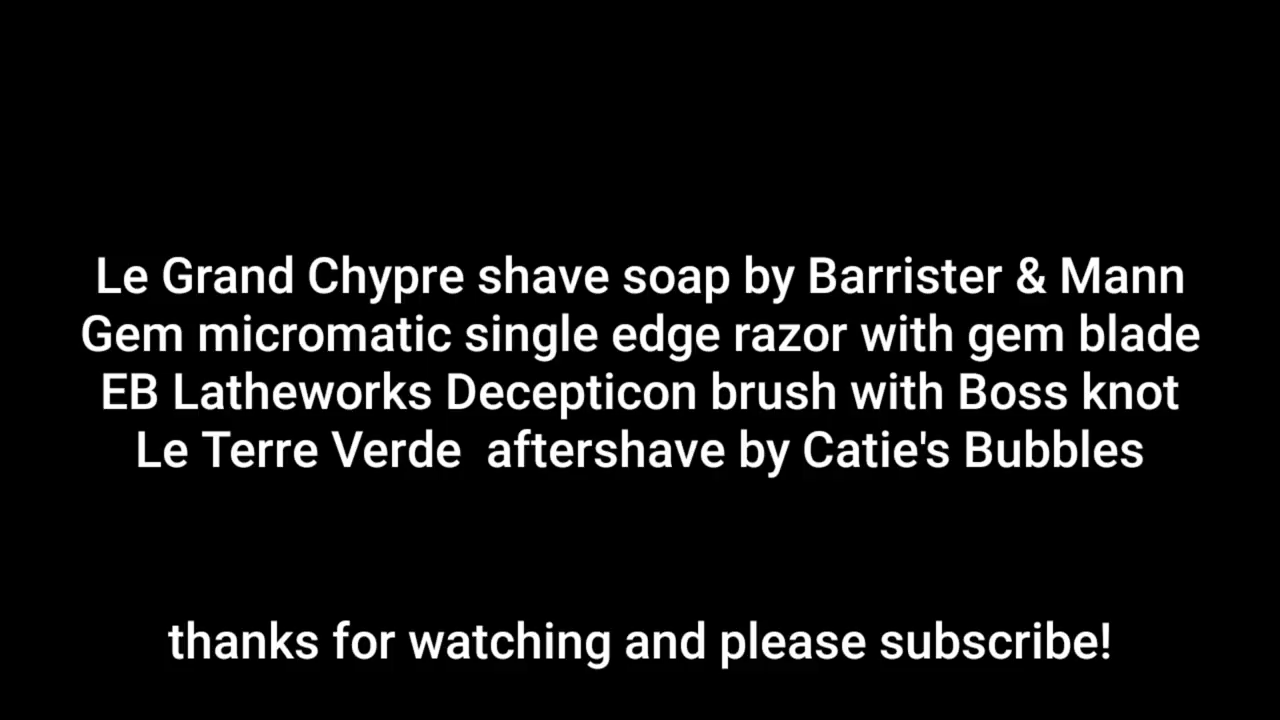 Le Grand Chypre shave soap by Barrister & Mann
Gem micromatic single edge razor with gem blade
EB Latheworks Decepticon brush with Boss knot
Le Terre Verde  aftershave by Catie's Bubbles
thanks for watching and please subscribe!